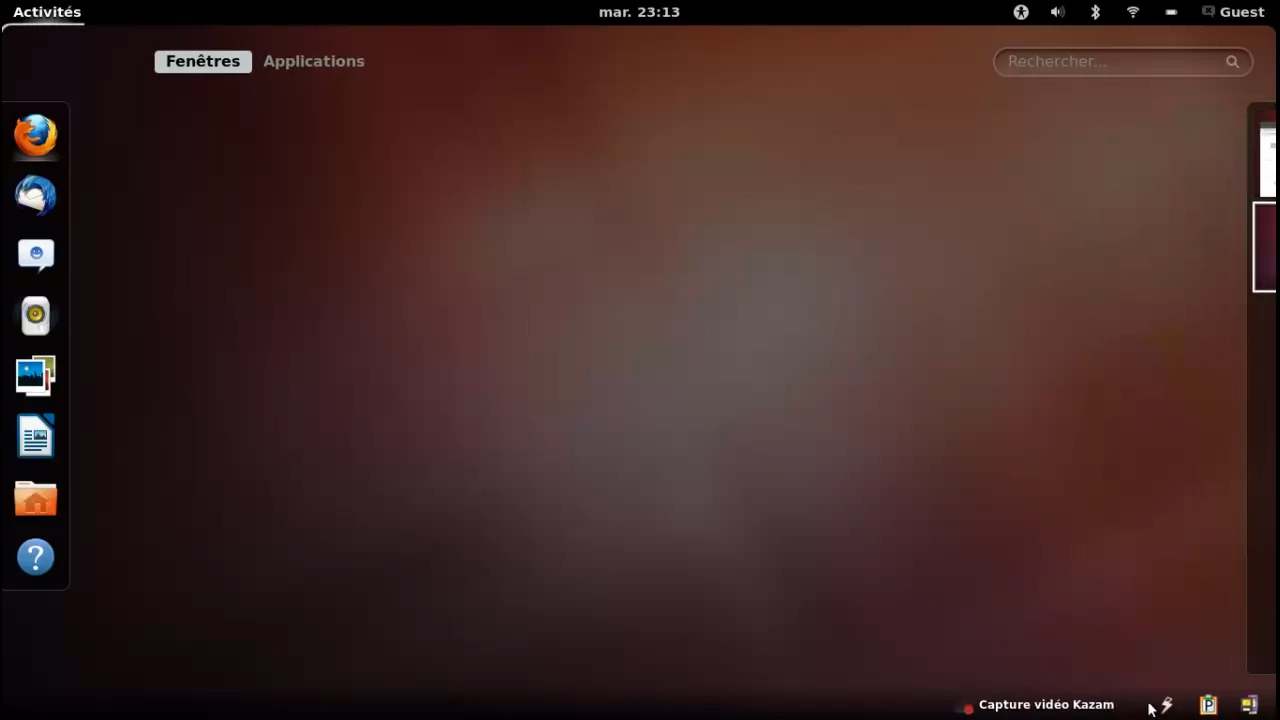 Activités
mar. 23:13
Guest
Fenêtres
Applications
Rechercher...
Capture vidéo Kazam
P